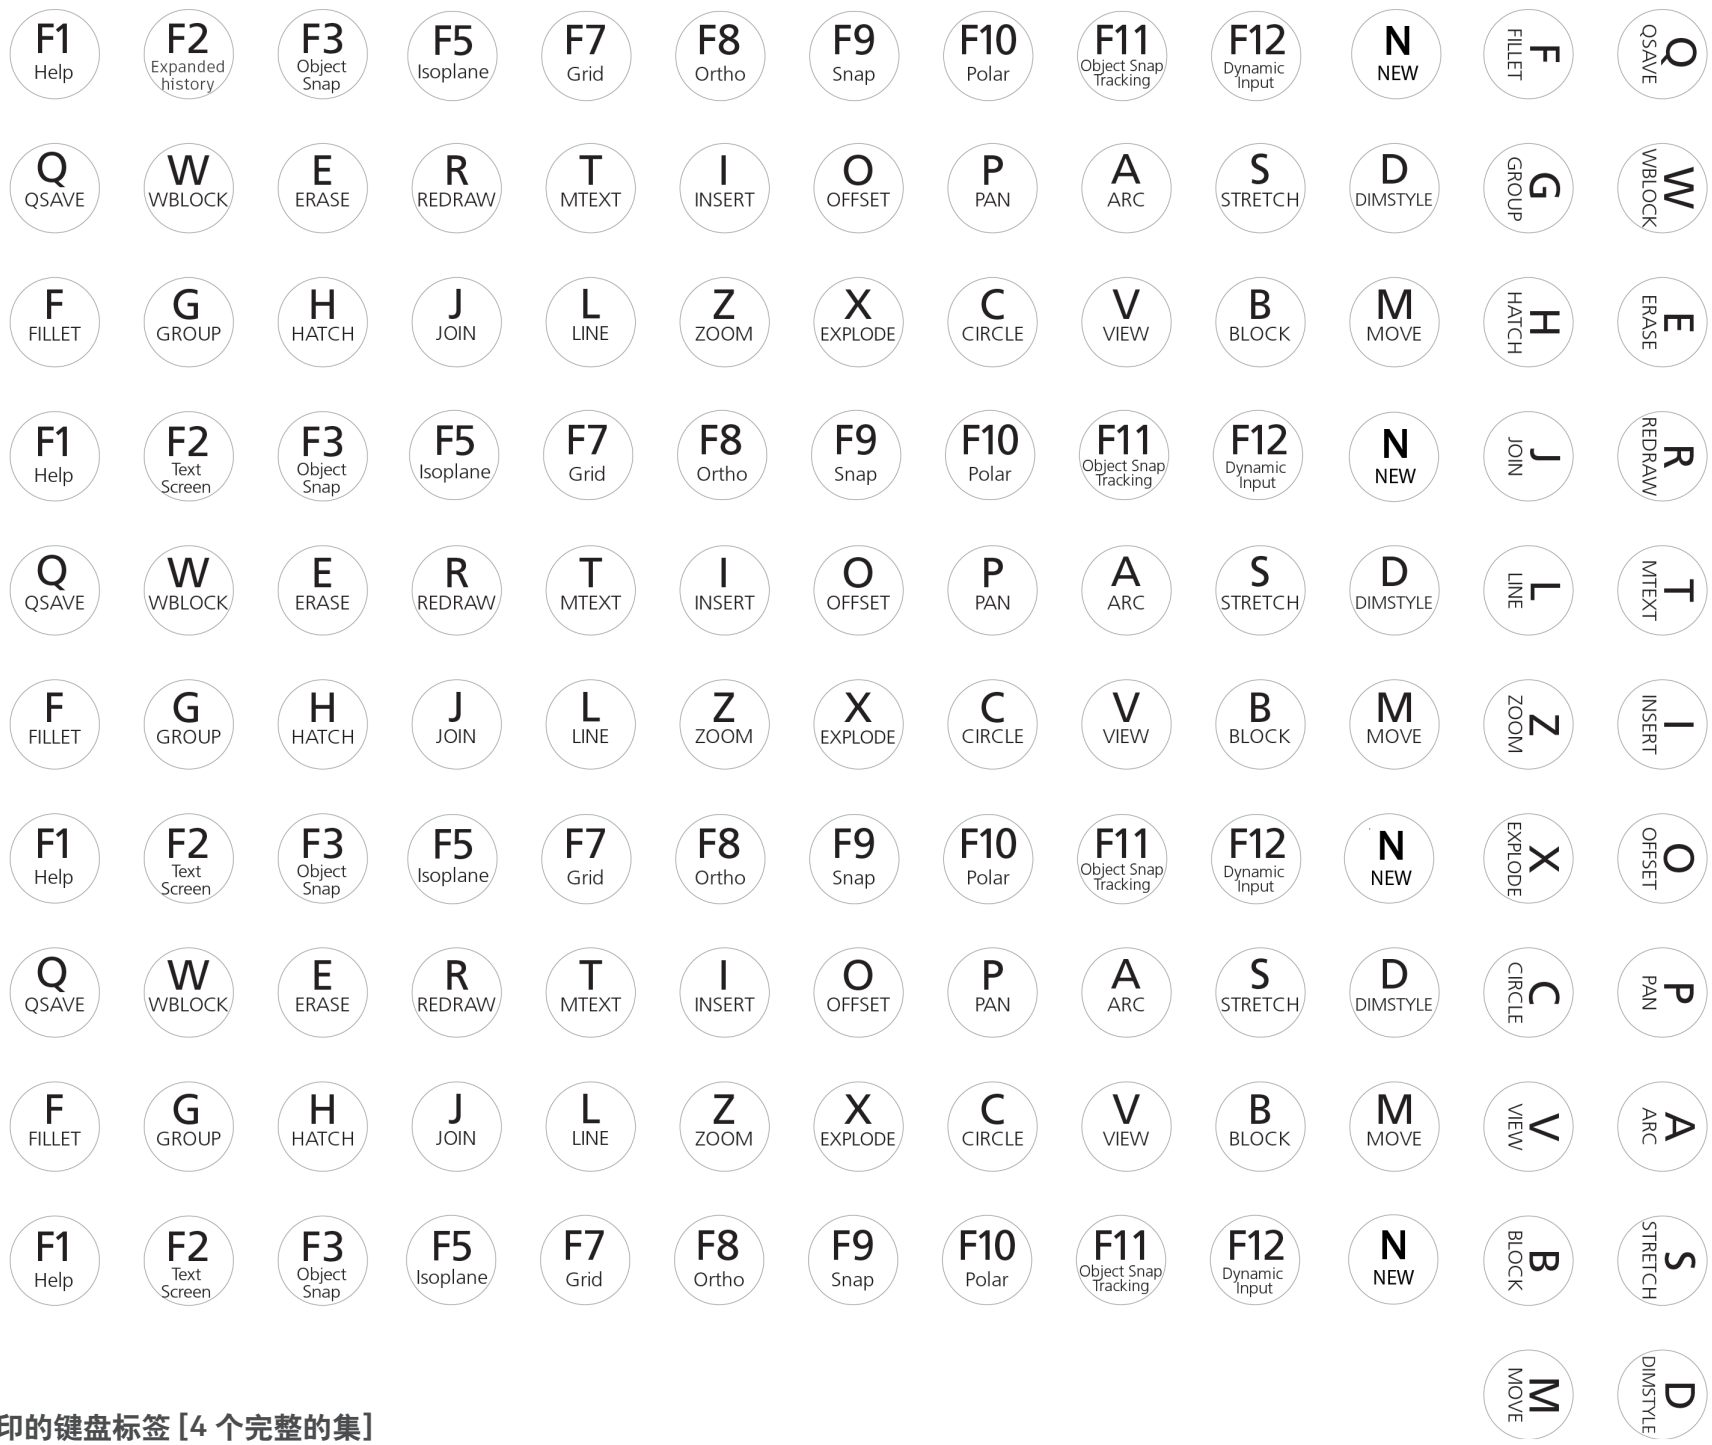 F1 Help
F2 Expanded history
F3 Object Snap
F5 Isoplane
F7 Grid
F8 Ortho
F9 Snap
F10 Polar
F11 Object Snap Tracking
F12 Dynamic Input
N NEW
F FILLET
Q QSAVE
Q QSAVE
W WBLOCK
E ERASE
R REDRAW
T MTEXT
I INSERT
O OFFSET
P PAN
A ARC
S STRETCH
D DIMSTYLE
G GROUP
W WBLOCK
F FILLET
G GROUP
H HATCH
J JOIN
L LINE
Z ZOOM
X EXPLODE
C CIRCLE
V VIEW
B BLOCK
M MOVE
H HATCH
E ERASE
F1 Help
F2 Text Screen
F3 Object Snap
F5 Isoplane
F7 Grid
F8 Ortho
F9 Snap
F10 Polar
F11 Object Snap Tracking
F12 Dynamic Input
N NEW
J JOIN
R REDRAW
Q QSAVE
W WBLOCK
E ERASE
R REDRAW
T MTEXT
I INSERT
O OFFSET
P PAN
A ARC
S STRETCH
D DIMSTYLE
L LINE
T MTEXT
F FILLET
G GROUP
H HATCH
J JOIN
L LINE
Z ZOOM
X EXPLODE
C CIRCLE
V VIEW
B BLOCK
M MOVE
Z ZOOM
I INSERT
F1 Help
F2 Text Screen
F3 Object Snap
F5 Isoplane
F7 Grid
F8 Ortho
F9 Snap
F10 Polar
F11 Object Snap Tracking
F12 Dynamic Input
N NEW
X EXPLODE
O OFFSET
Q QSAVE
W WBLOCK
E ERASE
R REDRAW
T MTEXT
I INSERT
O OFFSET
P PAN
A ARC
S STRETCH
D DIMSTYLE
C CIRCLE
P PAN
F FILLET
G GROUP
H HATCH
J JOIN
L LINE
Z ZOOM
X EXPLODE
C CIRCLE
V VIEW
B BLOCK
M MOVE
V VIEW
A ARC
F1 Help
F2 Text Screen
F3 Object Snap
F5 Isoplane
F7 Grid
F8 Ortho
F9 Snap
F10 Polar
F11 Object Snap Tracking
F12 Dynamic Input
N NEW
B BLOCK
S STRETCH
M MOVE
D DIMSTYLE
印的键盘标签 [4 个完整的集]